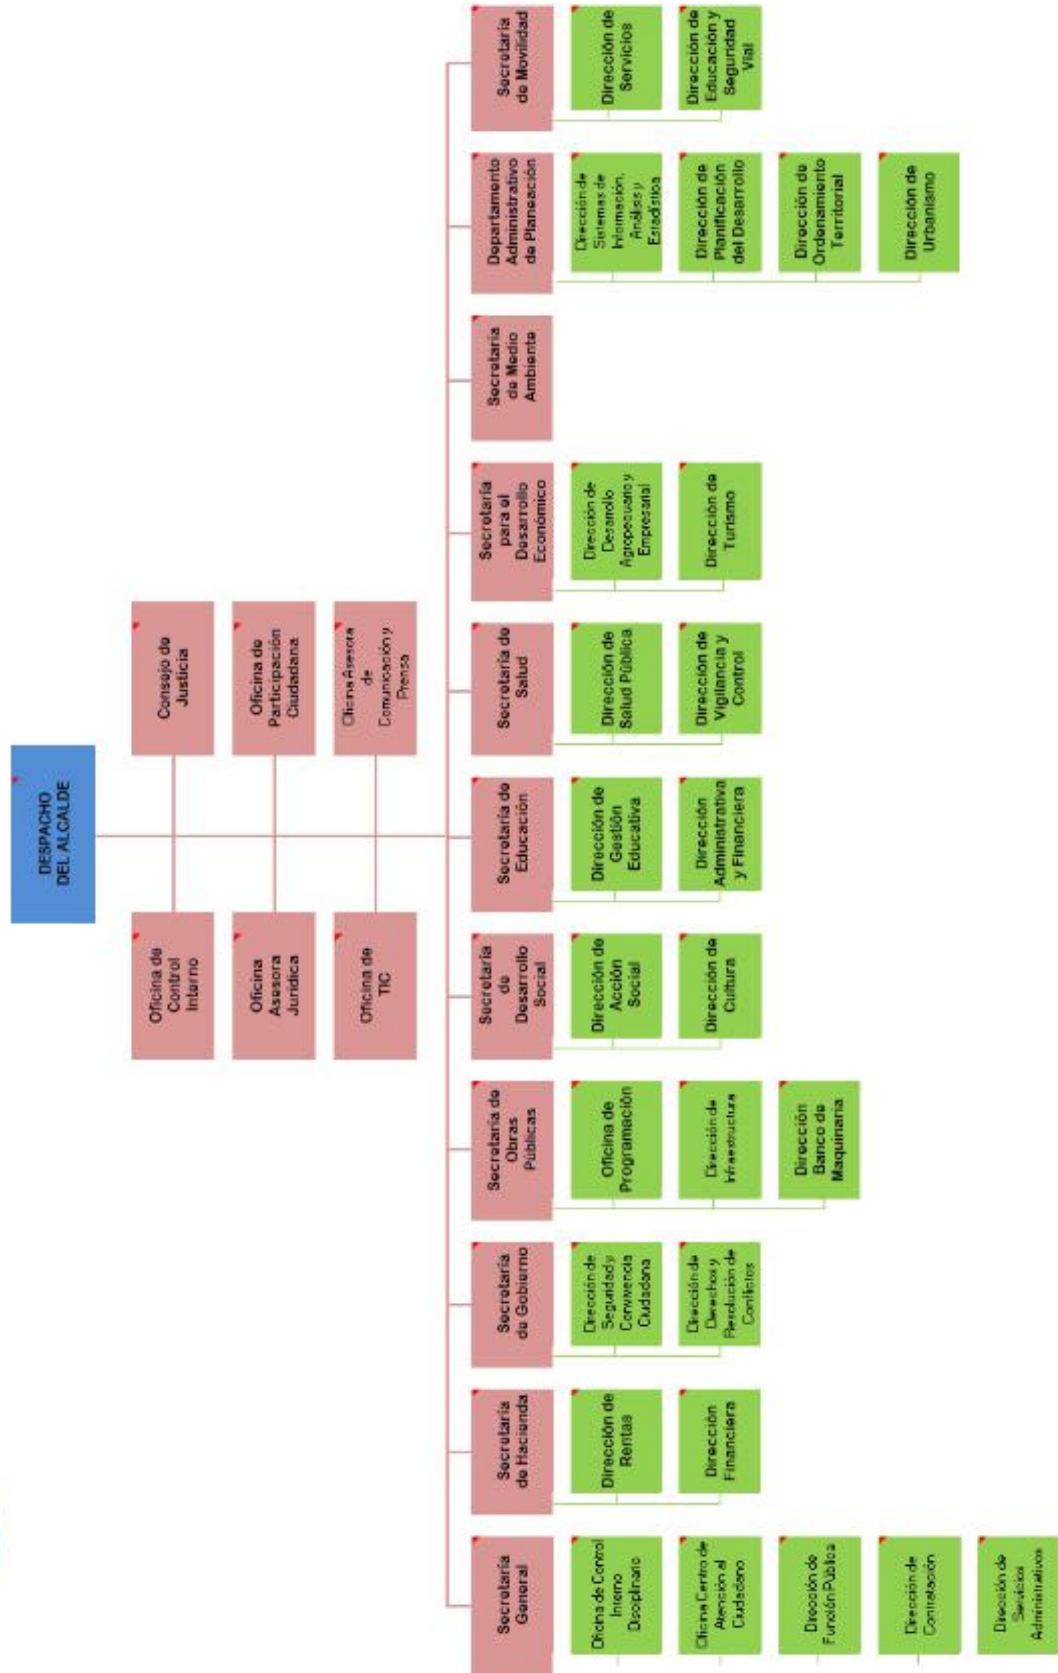 DESPACHO
DEL ALCALDE
Oficina de
Control
Interno
Consejo de
Justicia
Oficina
Asesora
Jurídica
Oficina de
Participación
Ciudadana
Oficina de
TIC
Oficina Asesora
de
Comunicación y
Prensa
Secretaría
General
Oficina de Control
Interno
Disciplinario
Oficina Centro de
Atención al
Ciudadano
Dirección de
Función Pública
Dirección de
Contratación
Dirección de
Servicios
Administrativos
Secretaría
de Hacienda
Dirección de
Rentas
Dirección
Financiera
Secretaría
de Gobierno
Dirección de
Seguridad y
Convivencia
Ciudadana
Dirección de
Derechos y
Resolución de
Conflictos
Secretaría de
Obras
Públicas
Oficina de
Programación
Dirección de
Infraestructura
Dirección
Banco de
Maquinaria
Secretaría
de
Desarrollo
Social
Dirección de
Acción
Social
Dirección de
Cultura
Secretaría de
Educación
Dirección de
Gestión
Educativa
Dirección
Administrativa
y Financiera
Secretaría de
Salud
Dirección de
Salud Pública
Dirección de
Vigilancia y
Control
Secretaría
para el
Desarrollo
Económico
Dirección de
Desarrollo
Agropecuario y
Empresarial
Dirección de
Turismo
Secretaría
de Medio
Ambiente
Departamento
Administrativo
de Planeación
Dirección de
Sistemas de
Información,
Análisis y
Estadística
Dirección de
Planificación
del Desarrollo
Dirección de
Ordenamiento
Territorial
Dirección de
Urbanismo
Secretaría
de Movilidad
Dirección de
Servicios
Dirección de
Educación y
Seguridad
Vial